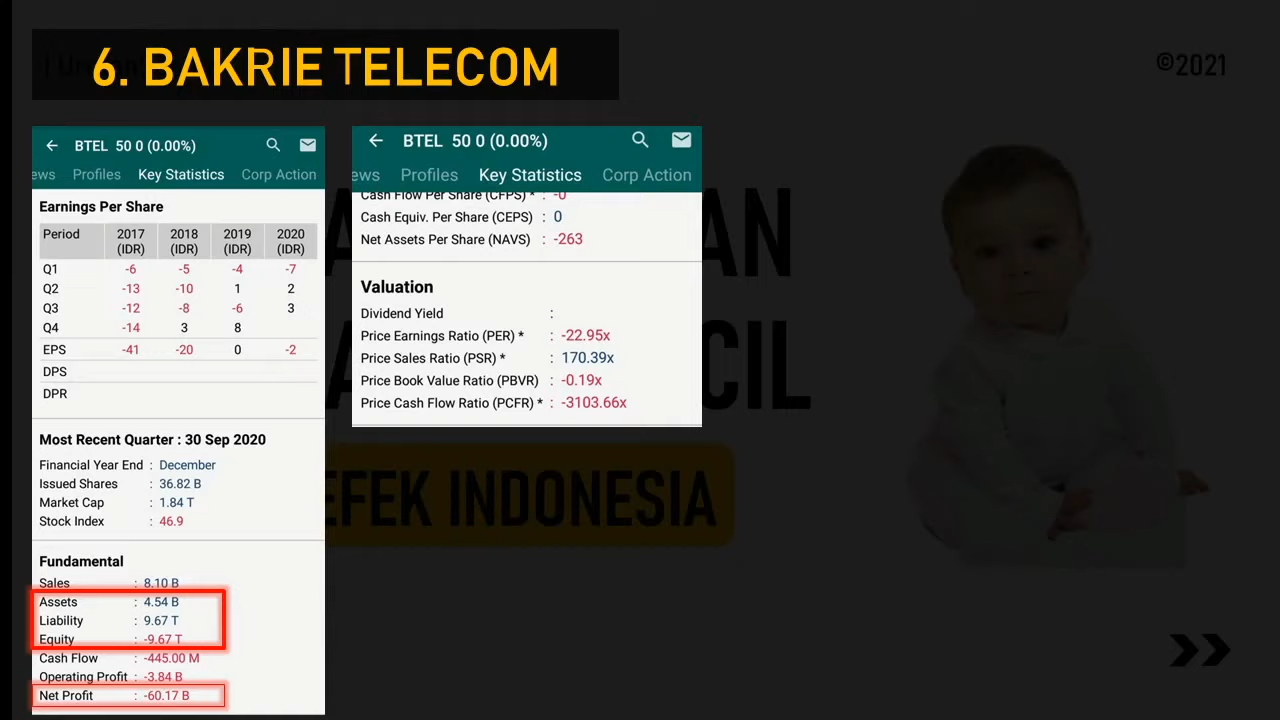 6. BAKRIE TELECOM
©2021
BTEL 50 0 (0.00%)
ews Profiles Key Statistics Corp Action
Earnings Per Share
Period 2017 (IDR) 2018 (IDR) 2019 (IDR) 2020 (IDR)
Q1 -6 -5 -4 -7
Q2 -13 -10 1 2
Q3 -12 -8 -6 3
Q4 -14 3 8
EPS -41 -20 0 -2
DPS
DPR
Most Recent Quarter : 30 Sep 2020
Financial Year End : December
Issued Shares : 36.82 B
Market Cap : 1.84 T
Stock Index : 46.9
Fundamental
Sales : 8.10 B
Assets : 4.54 B
Liability : 9.67 T
Equity : -9.67 T
Cash Flow : -445.00 M
Operating Profit : -3.84 B
Net Profit : -60.17 B
BTEL 50 0 (0.00%)
ews Profiles Key Statistics Corp Action
Cash Flow Per Share (CFPS) * : -0
Cash Equiv. Per Share (CEPS) : 0
Net Assets Per Share (NAVS) : -263
Valuation
Dividend Yield :
Price Earnings Ratio (PER) * : -22.95x
Price Sales Ratio (PSR) * : 170.39x
Price Book Value Ratio (PBVR) : -0.19x
Price Cash Flow Ratio (PCFR) * : -3103.66x
AN
CIL
EFEK INDONESIA